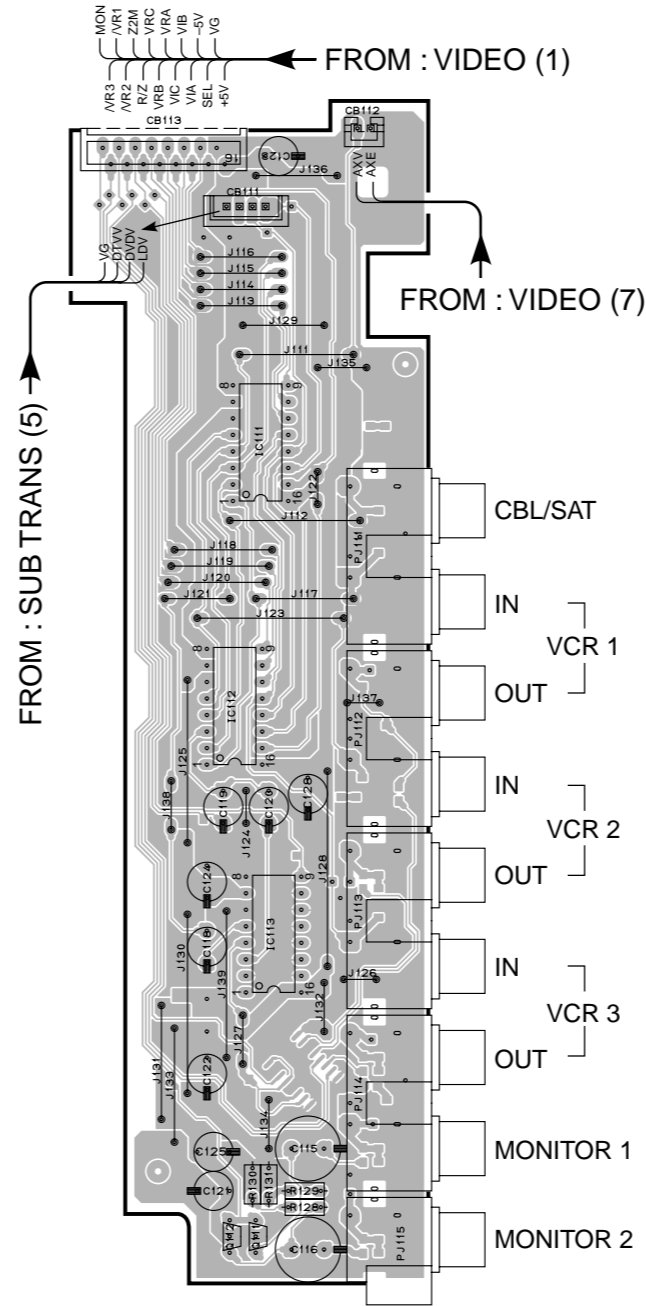 MON
/VR1
Z2M
VRC
VRA
VIB
–5V
VG
FROM : VIDEO (1)
/VR3
/VR2
R/Z
VRB
VIC
VIA
SEL
+5V
CB113
CB112
16
C123
J136
AXV
AXE
CB111
VG
DTVV
DVDV
LDV
FROM : VIDEO (7)
FROM : SUB TRANS (5)
J116
J115
J114
J113
J129
J111
J135
8
9
IC111
1
16
J122
J112
PJ111
CBL/SAT
J118
J119
J120
J121
J117
J123
IN
VCR 1
OUT
8
9
IC112
1
16
J137
PJ112
J125
J138
C119
C120
C128
J124
J128
IN
VCR 2
OUT
C124
8
9
IC113
1
16
PJ113
J130
C118
J139
J126
J132
IN
VCR 3
OUT
J131
J133
J127
C122
PJ114
J134
C125
C115
MONITOR 1
R130
R131
C121
R129
R128
C116
PJ115
MONITOR 2